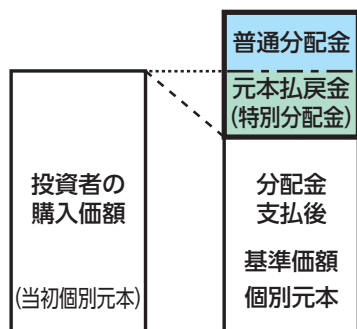 普通分配金
元本払戻金
(特別分配金)
投資者の
購入価額
(当初個別元本)
分配金
支払後
基準価額
個別元本